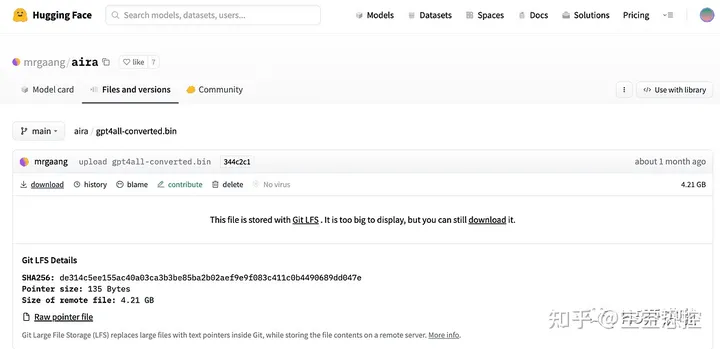 Hugging Face
Search models, datasets, users...
Models Datasets Spaces Docs Solutions Pricing
mrgaang/aira like 7
Model card Files and versions Community
Use with library
main aira / gpt4all-converted.bin
mrgaang upload gpt4all-converted.bin 344c2c1 about 1 month ago
download history blame contribute delete No virus 4.21 GB
This file is stored with Git LFS . It is too big to display, but you can still download it.
Git LFS Details
SHA256: de314c5ee155ac40a03ca3b3be85ba2b02aef9e9f083c411c0b4490689dd047e
Pointer size: 135 Bytes
Size of remote file: 4.21 GB
Raw pointer file
Git Large File Storage (LFS) replaces large files with text pointers inside Git, while storing the file contents on a remote server. More info.
知乎